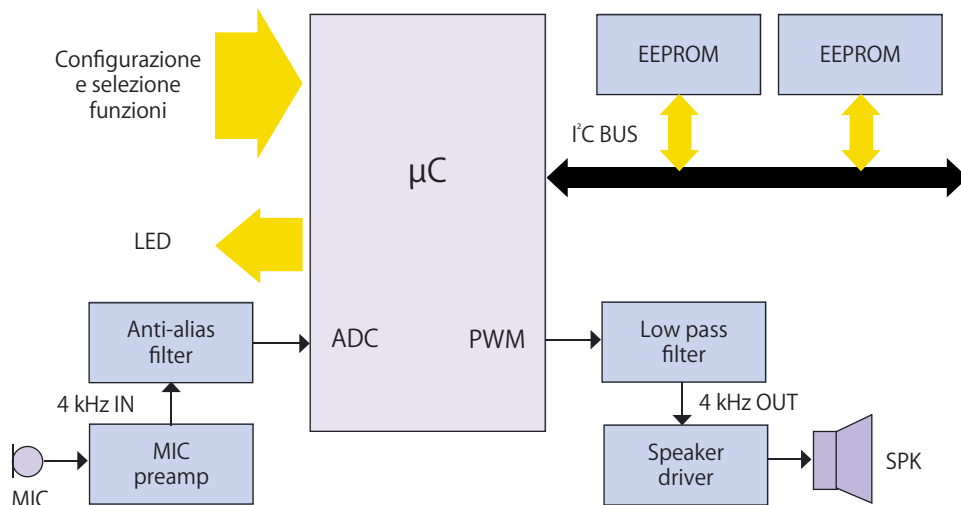 Configurazione
e selezione
funzioni
µC
EEPROM
EEPROM
I²C BUS
LED
Anti-alias
filter
ADC
PWM
Low pass
filter
4 kHz IN
4 kHz OUT
MIC
MIC
preamp
Speaker
driver
SPK